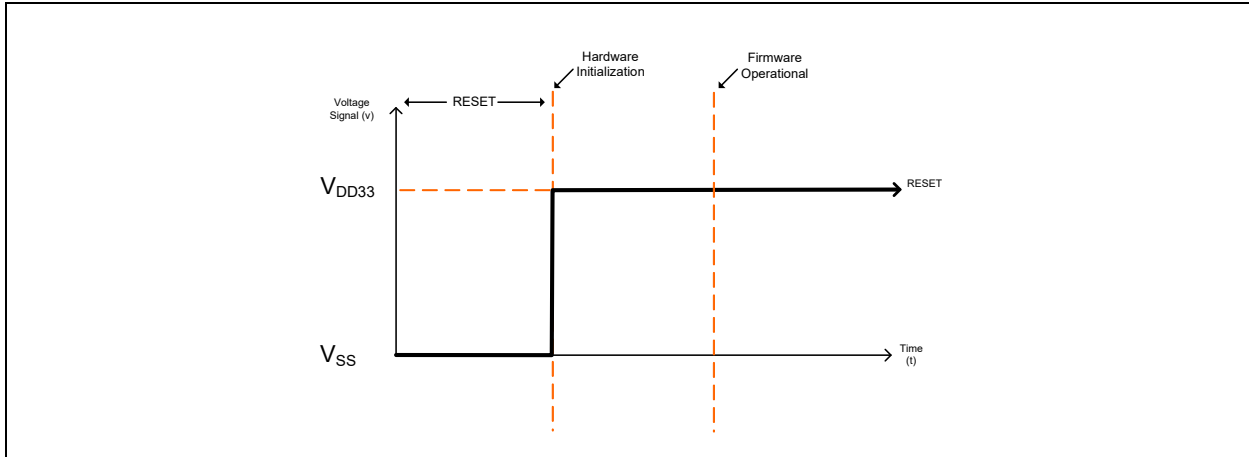 Hardware
Initialization
Firmware
Operational
Voltage
Signal (v)
RESET
VDD33
RESET
VSS
Time
(t)